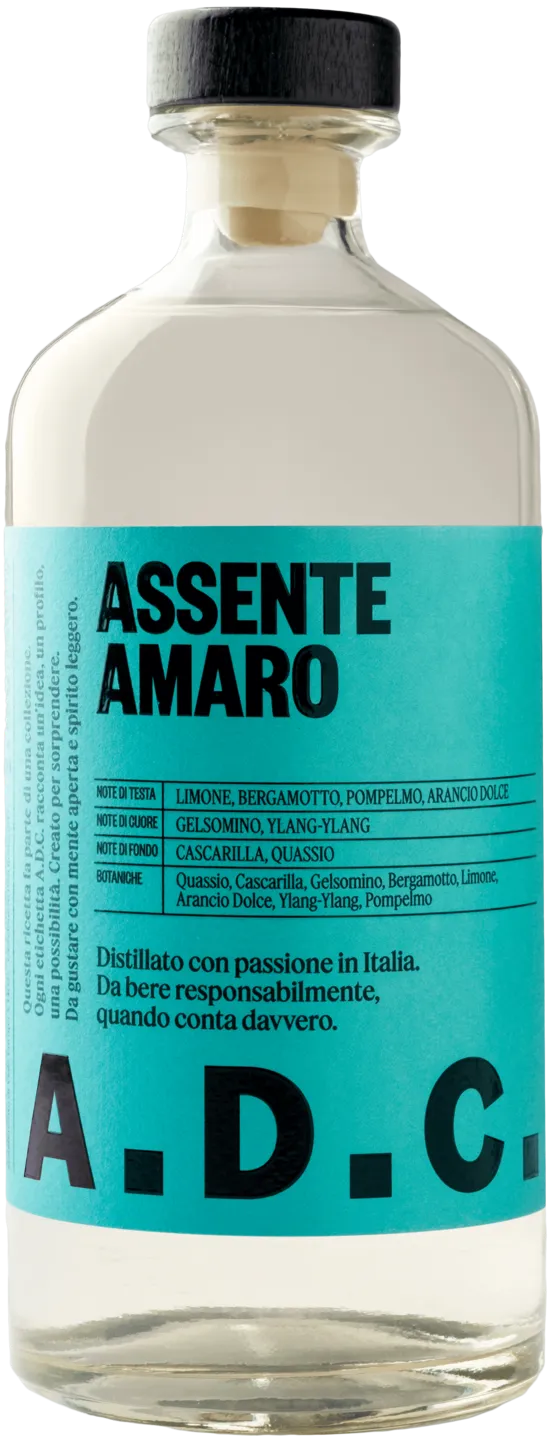 ASSENTE
AMARO
NOTE DI TESTA LIMONE, BERGAMOTTO, POMPELMO, ARANCIO DOLCE
NOTE DI CUORE GELSOMINO, YLANG-YLANG
NOTE DI FONDO CASCARILLA, QUASSIO
BOTANICHE Quassio, Cascarilla, Gelsomino, Bergamotto, Limone,
Arancio Dolce, Ylang-Ylang, Pompelmo
Distillato con passione in Italia.
Da bere responsabilmente,
quando conta davvero.
A.D.C.
Questa ricetta fa parte di una collezione.
Ogni etichetta A.D.C. racconta un'idea, un profilo,
una possibilità. Creato per sorprendere.
Da gustare con mente aperta e spirito leggero.